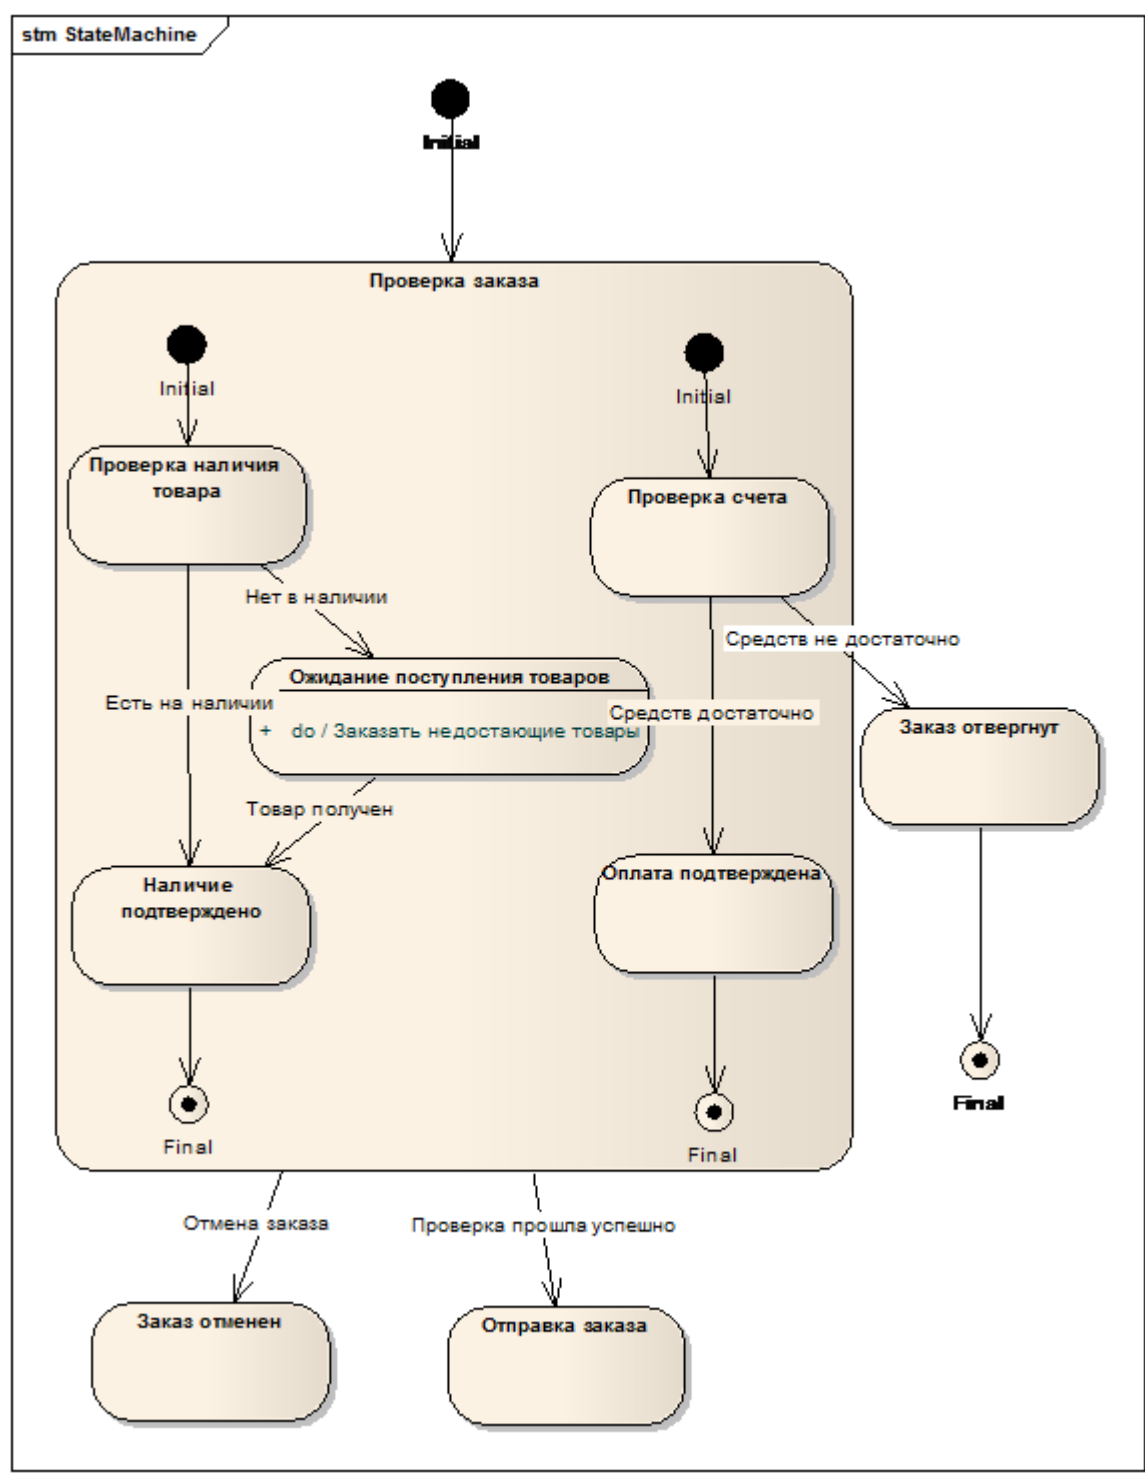 stm StateMachine
Initial
Проверка заказа
Initial
Initial
Проверка наличия
товара
Проверка счета
Нет в наличии
Средств не достаточно
Ожидание поступления товаров
Есть на наличии
+ do / Заказать недостающие товары
Средств достаточно
Заказ отвергнут
Товар получен
Наличие
подтверждено
Оплата подтверждена
Final
Final
Final
Отмена заказа
Проверка прошла успешно
Заказ отменен
Отправка заказа